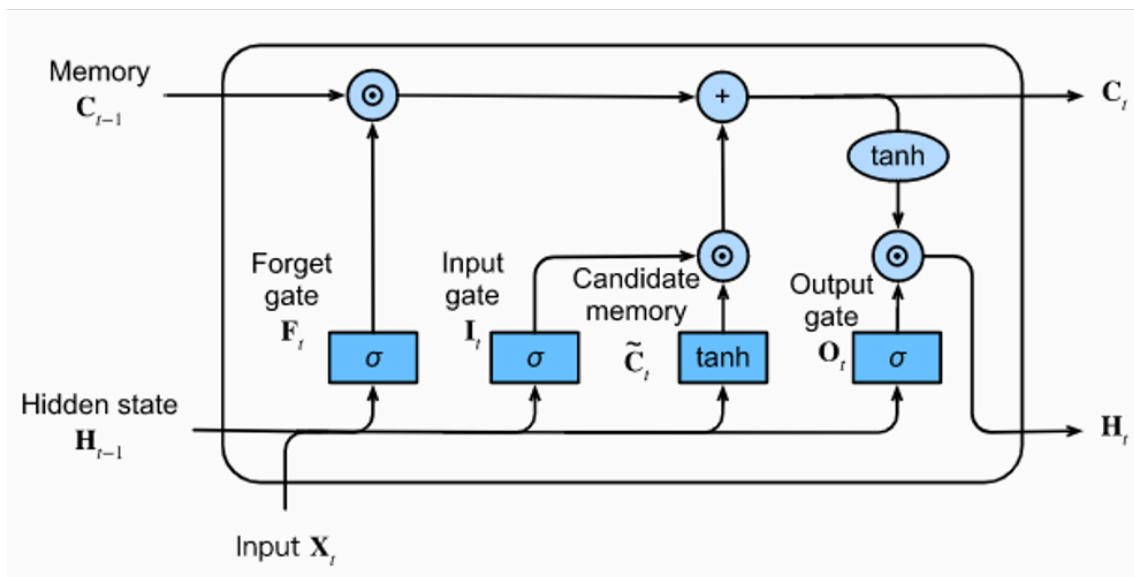 Memory
C_{t-1}
⊙
+
C_t
tanh
Forget
gate
F_t
Input
gate
I_t
⊙
Candidate
memory
C̃_t
Output
gate
O_t
⊙
σ
σ
tanh
σ
Hidden state
H_{t-1}
H_t
Input X_t